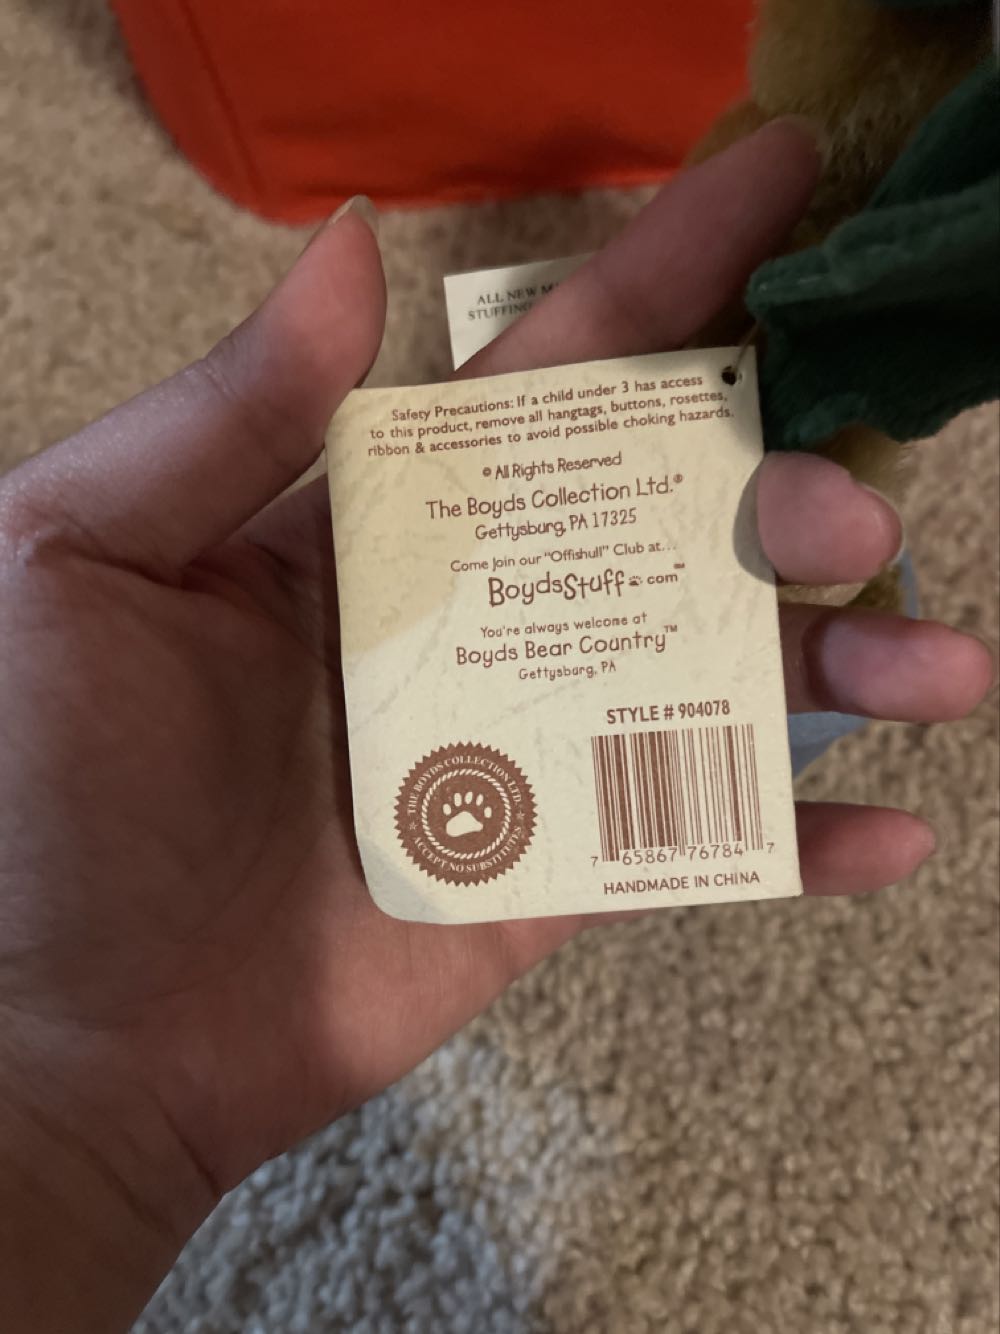 ALL NEW
STUFFING
Safety Precautions: If a child under 3 has access
to this product, remove all hangtags, buttons, rosettes,
ribbon & accessories to avoid possible choking hazards.
© All Rights Reserved
The Boyds Collection Ltd.®
Gettysburg, PA 17325
Come Join our "Offishull" Club at...
BoydsStuff.com™
You're always welcome at
Boyds Bear Country™
Gettysburg, PA
STYLE # 904078
THE BOYDS COLLECTION LTD.
ACCEPT NO SUBSTITUTES
7 65867 76784 7
HANDMADE IN CHINA